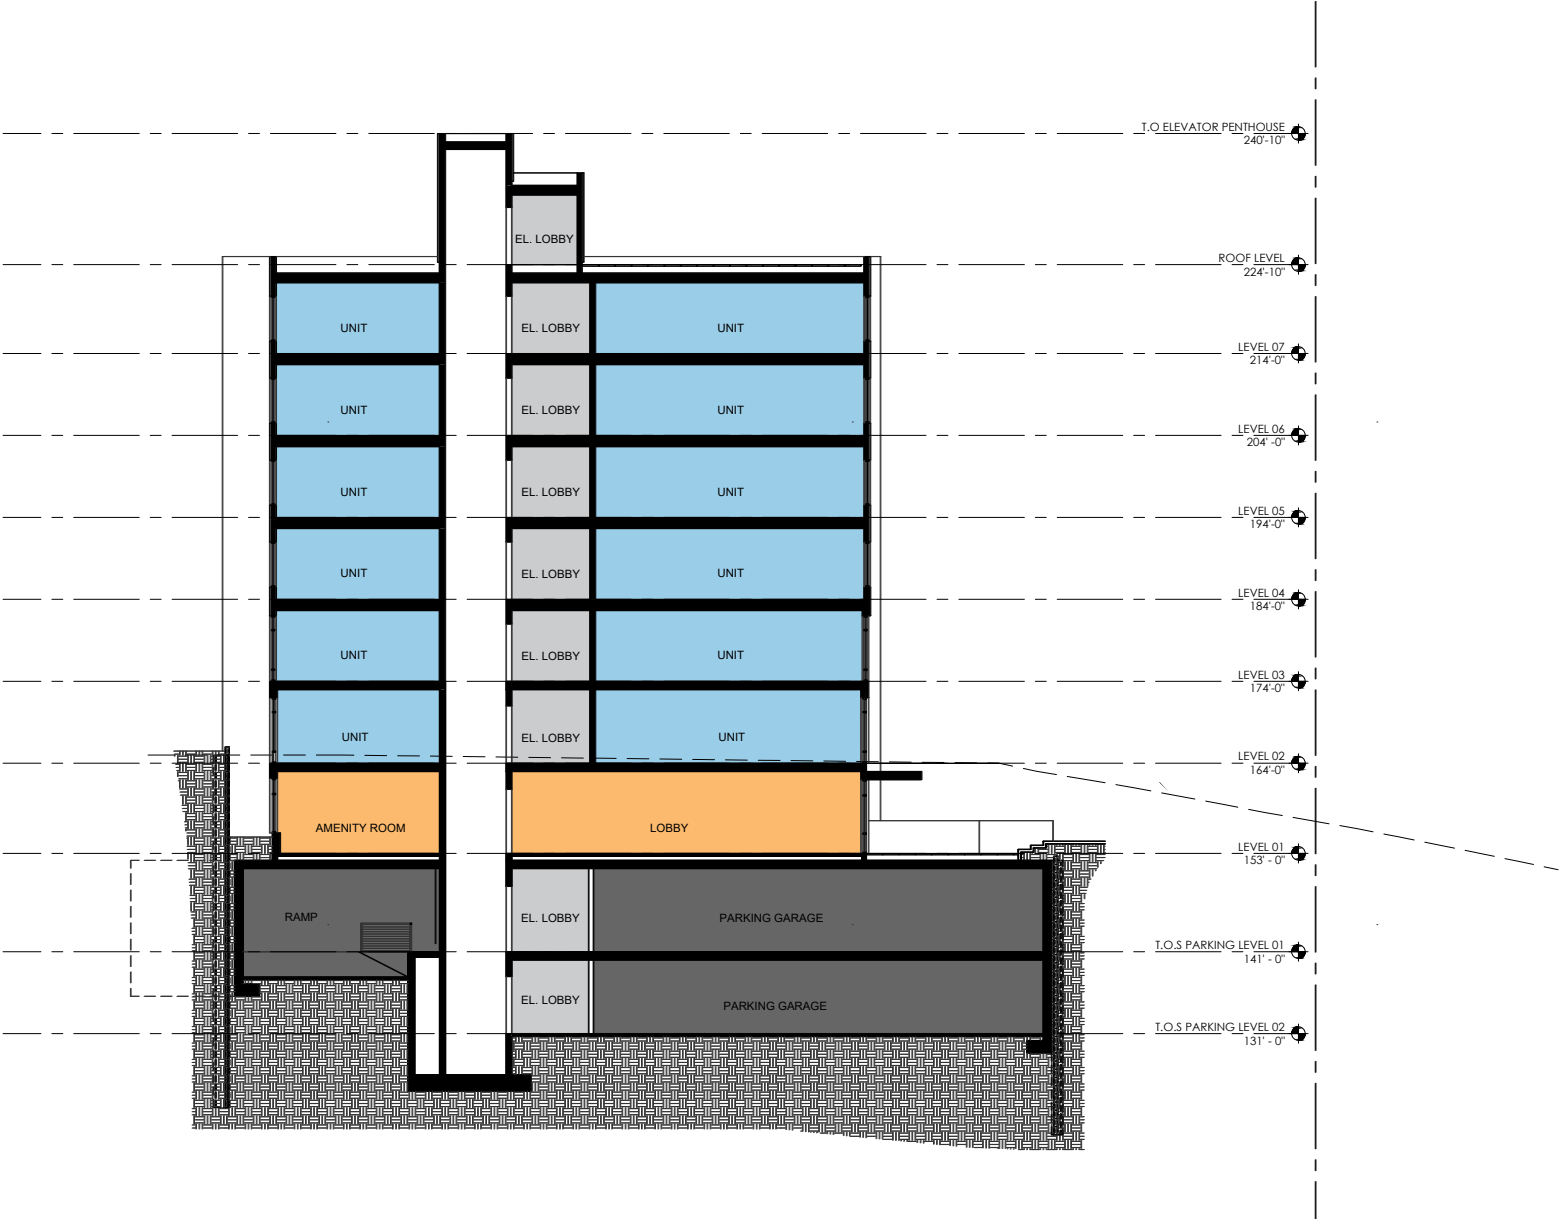 T.O ELEVATOR PENTHOUSE
240'-10"
EL. LOBBY
ROOF LEVEL
224'-10"
UNIT
EL. LOBBY
UNIT
LEVEL 07
214'-0"
UNIT
EL. LOBBY
UNIT
LEVEL 06
204' -0"
UNIT
EL. LOBBY
UNIT
LEVEL 05
194'-0"
UNIT
EL. LOBBY
UNIT
LEVEL 04
184'-0"
UNIT
EL. LOBBY
UNIT
LEVEL 03
174'-0"
UNIT
EL. LOBBY
UNIT
LEVEL 02
164'-0"
AMENITY ROOM
LOBBY
LEVEL 01
153' - 0"
RAMP
EL. LOBBY
PARKING GARAGE
T.O.S PARKING LEVEL 01
141' - 0"
EL. LOBBY
PARKING GARAGE
T.O.S PARKING LEVEL 02
131' - 0"